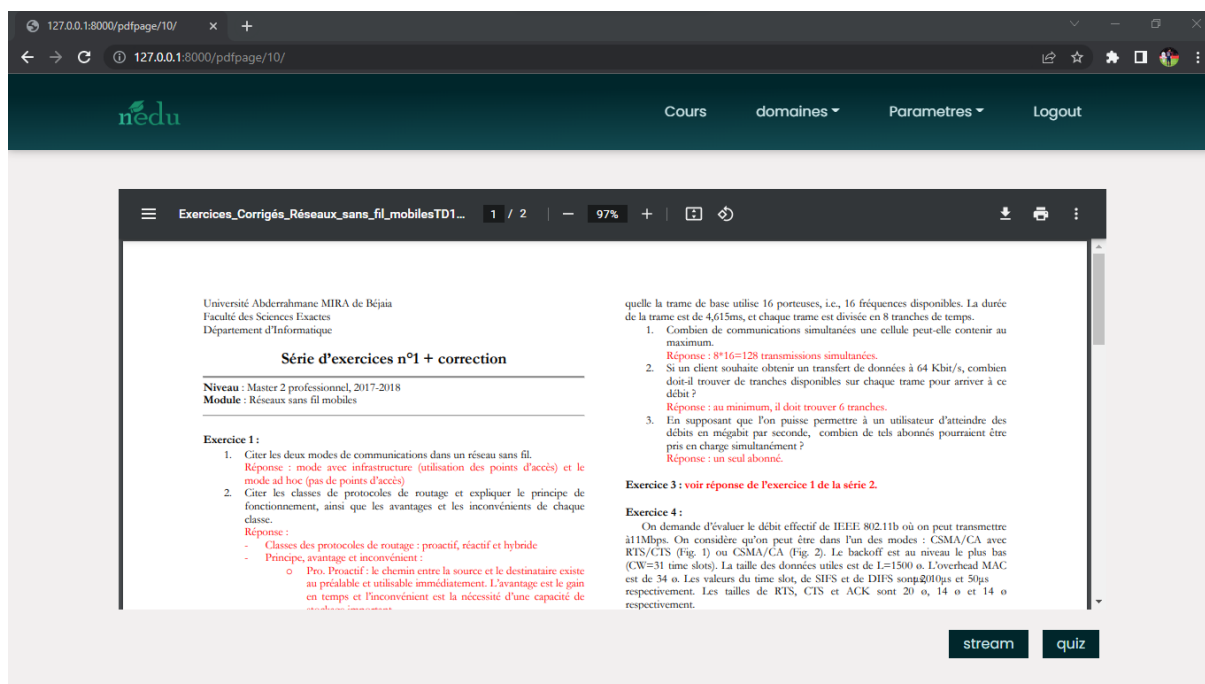 127.0.0.1:8000/pdfpage/10/
127.0.0.1:8000/pdfpage/10/
nedu
Cours domaines Parametres Logout
Exercices_Corrigés_Réseaux_sans_fil_mobilesTD1... 1 / 2 97%
Université Abderrahmane MIRA de Béjaia
Faculté des Sciences Exactes
Département d'Informatique
Série d'exercices n°1 + correction
Niveau : Master 2 professionnel, 2017-2018
Module : Réseaux sans fil mobiles
Exercice 1 :
1. Citer les deux modes de communications dans un réseau sans fil.
Réponse : mode avec infrastructure (utilisation des points d'accès) et le
mode ad hoc (pas de points d'accès)
2. Citer les classes de protocoles de routage et expliquer le principe de
fonctionnement, ainsi que les avantages et les inconvénients de chaque
classe.
Réponse :
- Classes des protocoles de routage : proactif, réactif et hybride
- Principe, avantage et inconvénient :
o Pro. Proactif : le chemin entre la source et le destinataire existe
au préalable et utilisable immédiatement. L'avantage est le gain
en temps et l'inconvénient est la nécessité d'une capacité de
stockage important
quelle la trame de base utilise 16 porteuses, i.e., 16 fréquences disponibles. La durée
de la trame est de 4,615ms, et chaque trame est divisée en 8 tranches de temps.
1. Combien de communications simultanées une cellule peut-elle contenir au
maximum.
Réponse : 8*16=128 transmissions simultanées.
2. Si un client souhaite obtenir un transfert de données à 64 Kbit/s, combien
doit-il trouver de tranches disponibles sur chaque trame pour arriver à ce
débit ?
Réponse : au minimum, il doit trouver 6 tranches.
3. En supposant que l'on puisse permettre à un utilisateur d'atteindre des
débits en mégabit par seconde, combien de tels abonnés pourraient être
pris en charge simultanément ?
Réponse : un seul abonné.
Exercice 3 : voir réponse de l'exercice 1 de la série 2.
Exercice 4 :
On demande d'évaluer le débit effectif de IEEE 802.11b où on peut transmettre
à11Mbps. On considère qu'on peut être dans l'un des modes : CSMA/CA avec
RTS/CTS (Fig. 1) ou CSMA/CA (Fig. 2). Le backoff est au niveau le plus bas
(CW=31 time slots). La taille des données utiles est de L=1500 ø. L'overhead MAC
est de 34 ø. Les valeurs du time slot, de SIFS et de DIFS sont et 50µs
respectivement. Les tailles de RTS, CTS et ACK sont 20 ø, 14 ø et 14 ø
respectivement.
stream quiz